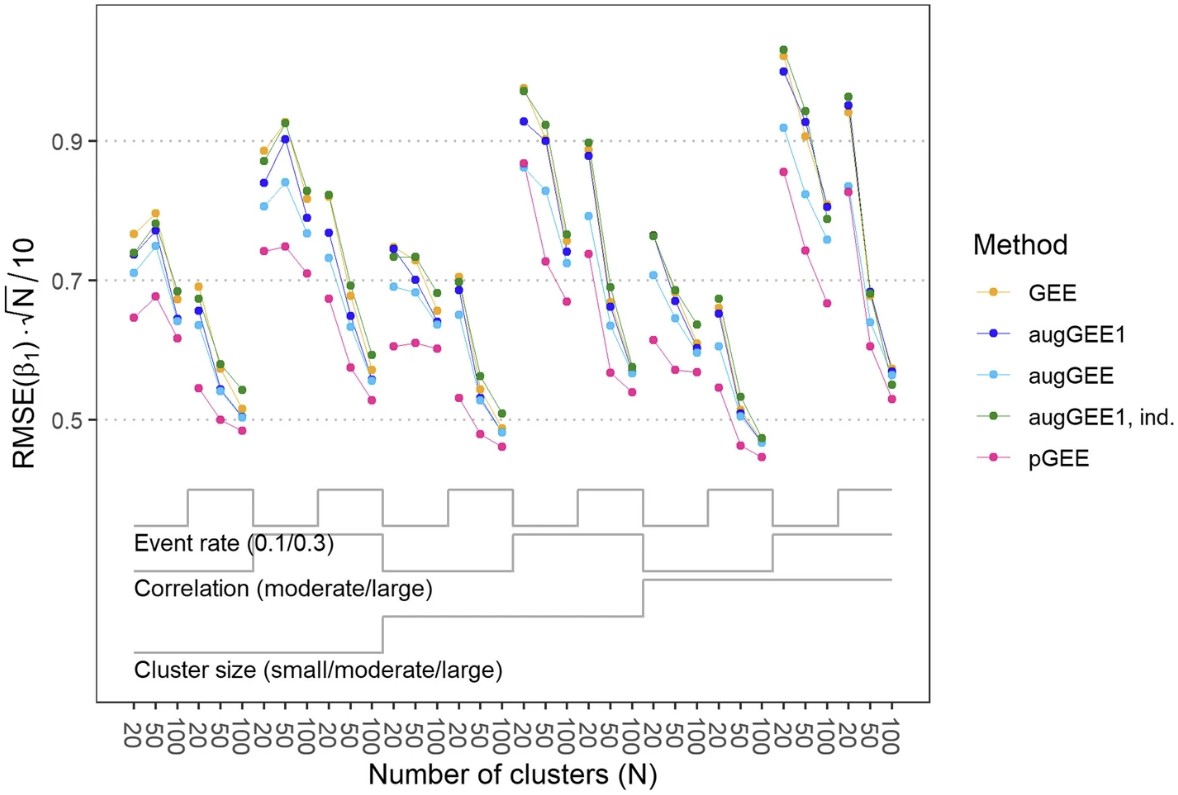 RMSE(β₁) · √N / 10
0.9
0.7
0.5
Event rate (0.1/0.3)
Correlation (moderate/large)
Cluster size (small/moderate/large)
20 50 100 20 50 100 20 50 100 20 50 100 20 50 100 20 50 100 20 50 100 20 50 100 20 50 100 20 50 100 20 50 100 20 50 100
Number of clusters (N)
Method
GEE
augGEE1
augGEE
augGEE1, ind.
pGEE